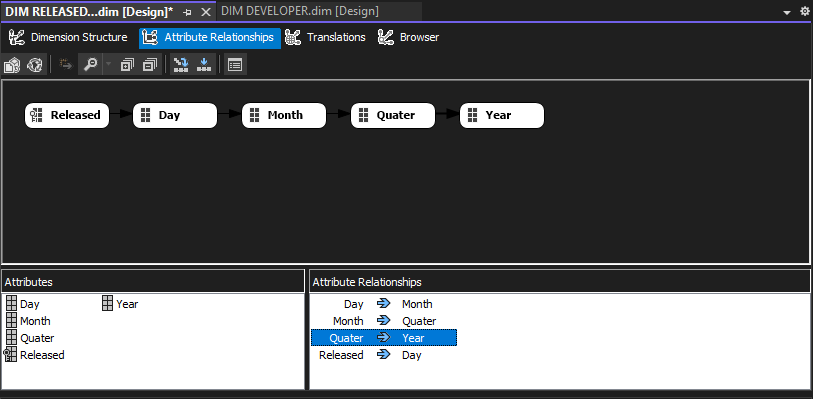 DIM RELEASED...dim [Design]* DIM DEVELOPER.dim [Design]
Dimension Structure Attribute Relationships Translations Browser
Released Day Month Quater Year
Attributes
Day Year
Month
Quater
Released
Attribute Relationships
Day Month
Month Quater
Quater Year
Released Day